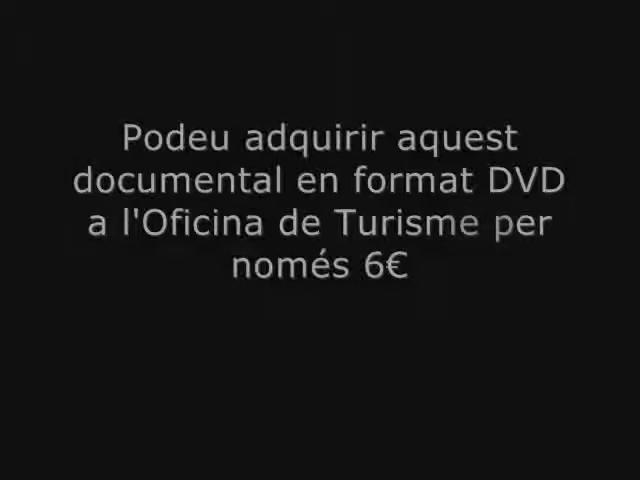 Podeu adquirir aquest
documental en format DVD
a l'Oficina de Turisme per
només 6€